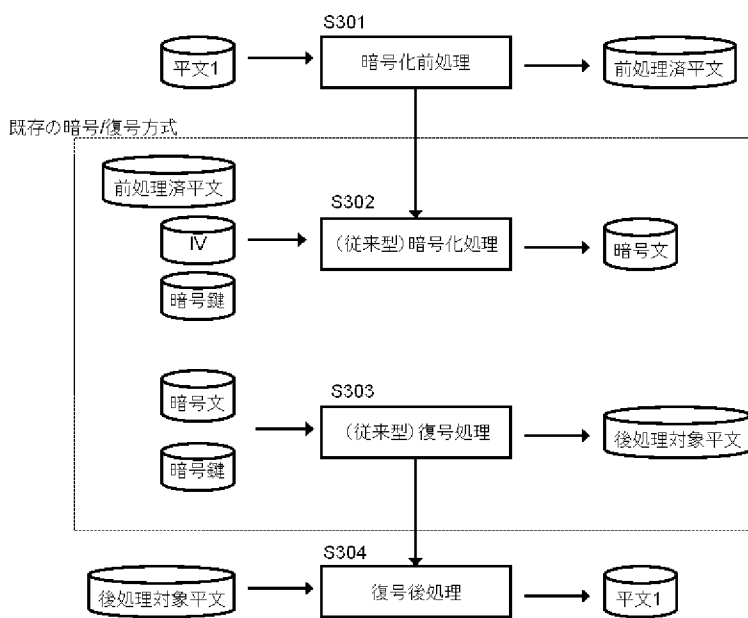 S301
平文1
暗号化前処理
前処理済平文
既存の暗号/復号方式
前処理済平文
S302
IV
(従来型)暗号化処理
暗号文
暗号鍵
S303
暗号文
(従来型)復号処理
後処理対象平文
暗号鍵
S304
後処理対象平文
復号後処理
平文1